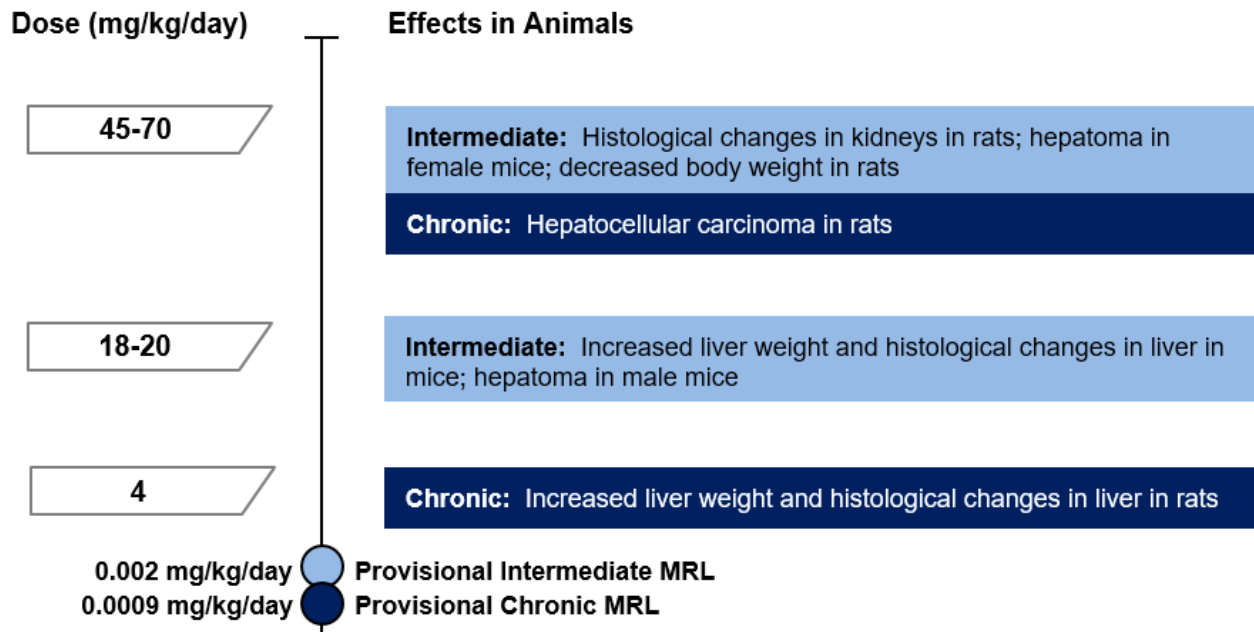 Dose (mg/kg/day) Effects in Animals
45-70
Intermediate: Histological changes in kidneys in rats; hepatoma in
female mice; decreased body weight in rats
Chronic: Hepatocellular carcinoma in rats
18-20
Intermediate: Increased liver weight and histological changes in liver in
mice; hepatoma in male mice
4
Chronic: Increased liver weight and histological changes in liver in rats
0.002 mg/kg/day Provisional Intermediate MRL
0.0009 mg/kg/day Provisional Chronic MRL